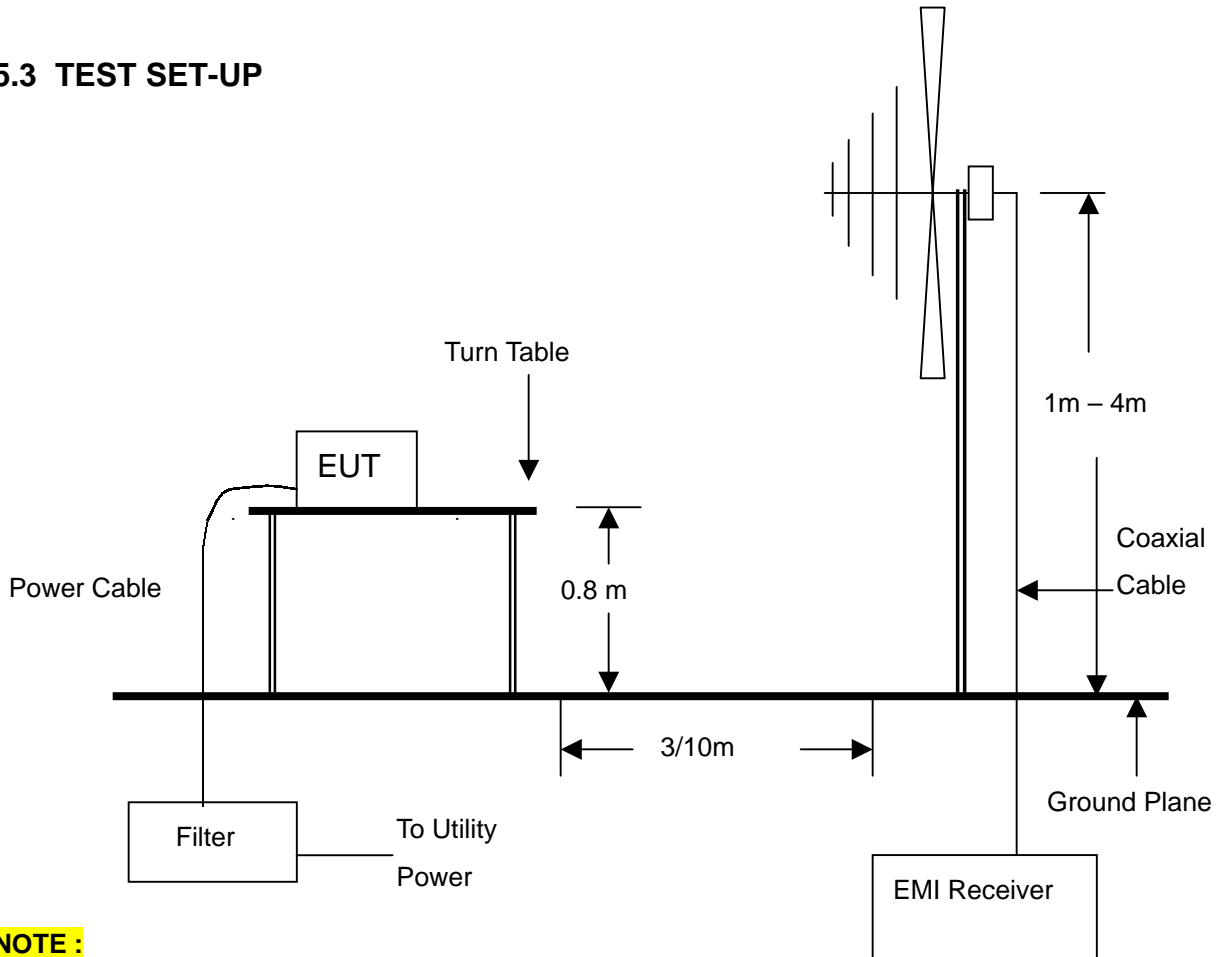 5.3 TEST SET-UP
Turn Table
1m – 4m
EUT
Coaxial
Cable
Power Cable
0.8 m
3/10m
Ground Plane
Filter
To Utility
Power
EMI Receiver
NOTE :